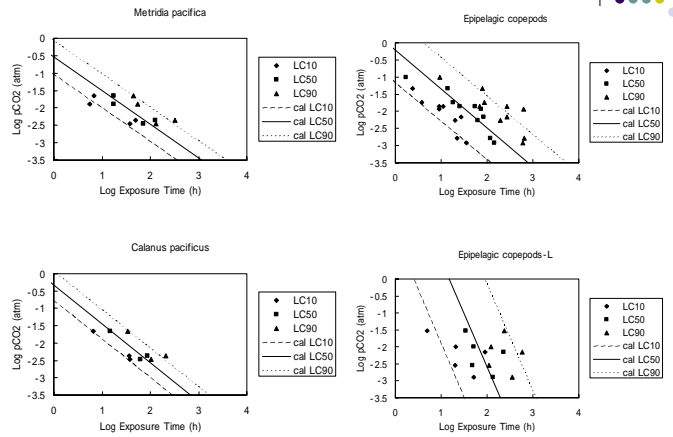 Metridia pacifica
Log pCO2 (atm)
0
-0.5
-1
-1.5
-2
-2.5
-3
-3.5
0 1 2 3 4
Log Exposure Time (h)
LC10
LC50
LC90
cal LC10
cal LC50
cal LC90
Epipelagic copepods
Log pCO2 (atm)
0
-0.5
-1
-1.5
-2
-2.5
-3
-3.5
0 1 2 3 4
Log Exposure Time (h)
LC10
LC50
LC90
cal LC10
cal LC50
cal LC90
Calanus pacificus
Log pCO2 (atm)
0
-0.5
-1
-1.5
-2
-2.5
-3
-3.5
0 1 2 3 4
Log Exposure Time (h)
LC10
LC50
LC90
cal LC10
cal LC50
cal LC90
Epipelagic copepods-L
Log pCO2 (atm)
0
-0.5
-1
-1.5
-2
-2.5
-3
-3.5
0 1 2 3 4
Log Exposure Time (h)
LC10
LC50
LC90
cal LC10
cal LC50
cal LC90